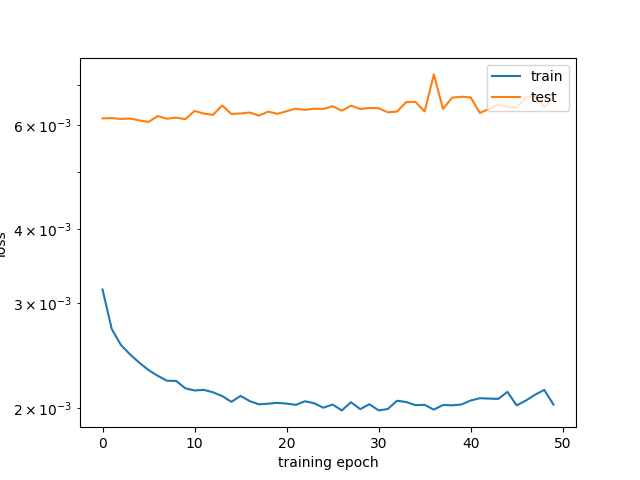 train
test
6 × 10⁻³
4 × 10⁻³
3 × 10⁻³
2 × 10⁻³
loss
0 10 20 30 40 50
training epoch